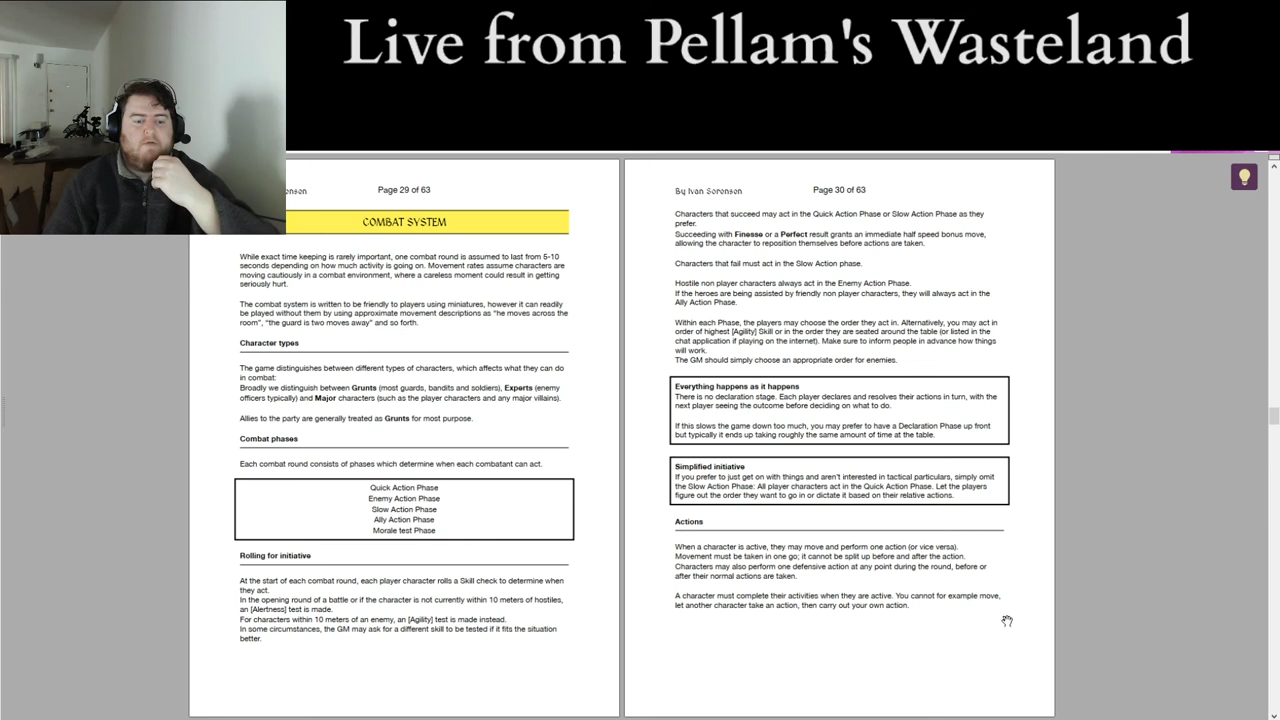 Live from Pellam's Wasteland
Page 29 of 63
COMBAT SYSTEM
While exact time keeping is rarely important, one combat round is assumed to last from 5-10
seconds depending on how much activity is going on. Movement rates assume characters are
moving cautiously in a combat environment, where a careless moment could result in getting
seriously hurt.
The combat system is written to be friendly to players using miniatures, however it can readily
be played without them by using approximate movement descriptions as "he moves across the
room", "the guard is two moves away" and so forth.
Character types
The game distinguishes between different types of characters, which affects what they can do
in combat:
Broadly we distinguish between Grunts (most guards, bandits and soldiers), Experts (enemy
officers typically) and Major characters (such as the player characters and any major villains).
Allies to the party are generally treated as Grunts for most purpose.
Combat phases
Each combat round consists of phases which determine when each combatant can act.
Quick Action Phase
Enemy Action Phase
Slow Action Phase
Ally Action Phase
Morale test Phase
Rolling for initiative
At the start of each combat round, each player character rolls a Skill check to determine when
they act.
In the opening round of a battle or if the character is not currently within 10 meters of hostiles,
an [Alertness] test is made.
For characters within 10 meters of an enemy, an [Agility] test is made instead.
In some circumstances, the GM may ask for a different skill to be tested if it fits the situation
better.
By Ivan Sorenson
Page 30 of 63
Characters that succeed may act in the Quick Action Phase or Slow Action Phase as they
prefer.
Succeeding with Finesse or a Perfect result grants an immediate half speed bonus move,
allowing the character to reposition themselves before actions are taken.
Characters that fail must act in the Slow Action phase.
Hostile non player characters always act in the Enemy Action Phase.
If the heroes are being assisted by friendly non player characters, they will always act in the
Ally Action Phase.
Within each Phase, the players may choose the order they act in. Alternatively, you may act in
order of highest [Agility] Skill or in the order they are seated around the table (or listed in the
chat application if playing on the internet). Make sure to inform people in advance how things
will work.
The GM should simply choose an appropriate order for enemies.
Everything happens as it happens
There is no declaration stage. Each player declares and resolves their actions in turn, with the
next player seeing the outcome before deciding on what to do.
If this slows the game down too much, you may prefer to have a Declaration Phase up front
but typically it ends up taking roughly the same amount of time at the table.
Simplified initiative
If you prefer to just get on with things and aren't interested in tactical particulars, simply omit
the Slow Action Phase: All player characters act in the Quick Action Phase. Let the players
figure out the order they want to go in or dictate it based on their relative actions.
Actions
When a character is active, they may move and perform one action (or vice versa).
Movement must be taken in one go; it cannot be split up before and after the action.
Characters may also perform one defensive action at any point during the round, before or
after their normal actions are taken.
A character must complete their activities when they are active. You cannot for example move,
let another character take an action, then carry out your own action.